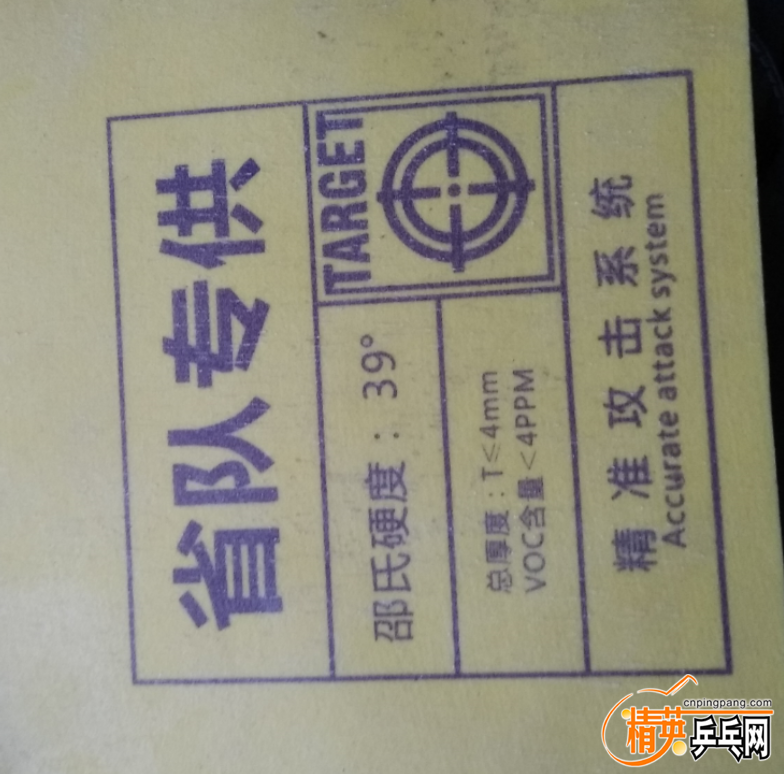 省队专供
TARGET
邵氏硬度：39°
总厚度：T≤4mm
VOC含量＜4PPM
精准攻击系统
Accurate attack system
cnpingpang.com
精英乒乓网